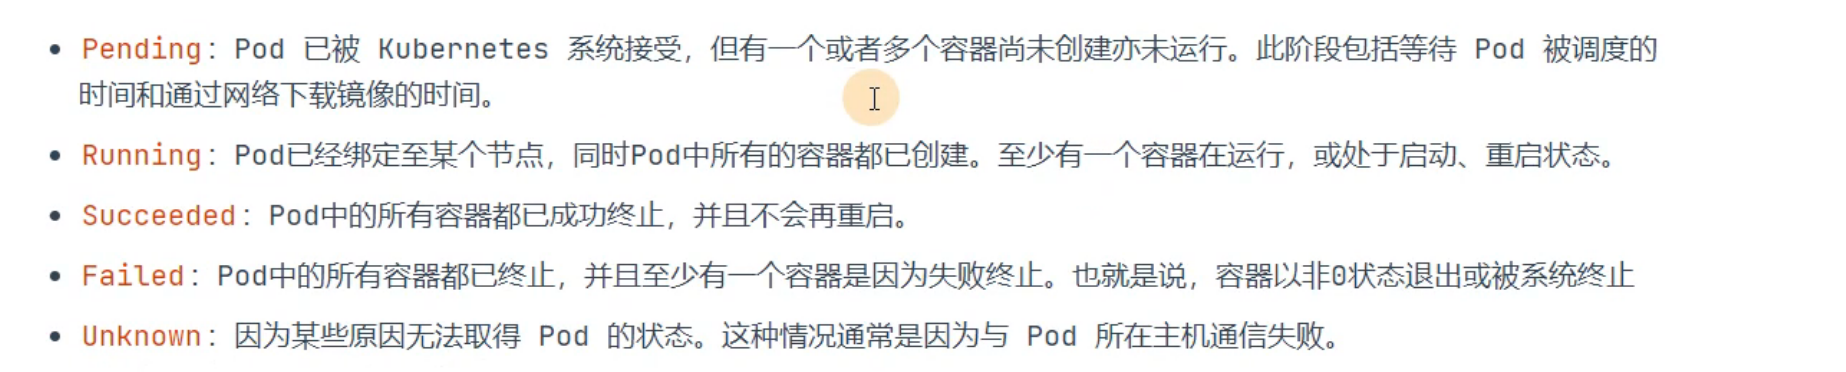 Pending: Pod 已被 Kubernetes 系统接受，但有一个或者多个容器尚未创建亦未运行。此阶段包括等待 Pod 被调度的
时间和通过网络下载镜像的时间。
Running: Pod已经绑定至某个节点，同时Pod中所有的容器都已创建。至少有一个容器在运行，或处于启动、重启状态。
Succeeded: Pod中的所有容器都已成功终止，并且不会再重启。
Failed: Pod中的所有容器都已终止，并且至少有一个容器是因为失败终止。也就是说，容器以非0状态退出或被系统终止
Unknown: 因为某些原因无法取得 Pod 的状态。这种情况通常是因为与 Pod 所在主机通信失败。